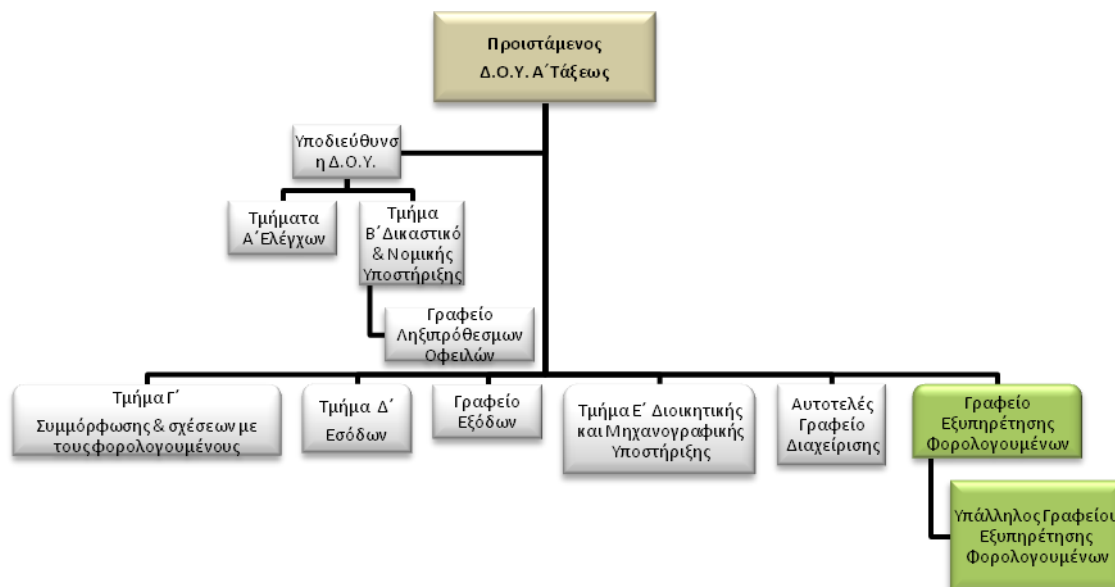 Προιστάμενος
Δ.Ο.Υ. Α΄Τάξεως
Υποδιεύθυνσ
η Δ.Ο.Υ.
Τμήματα
Α΄Ελέγχων
Τμήμα
Β΄Δικαστικό
& Νομικής
Υποστήριξης
Γραφείο
Ληξιπρόθεσμων
Οφειλών
Τμήμα Γ΄
Συμμόρφωσης & σχέσεων με
τους φορολογουμένους
Τμήμα Δ΄
Εσόδων
Γραφείο
Εξόδων
Τμήμα Ε΄ Διοικητικής
και Μηχανογραφικής
Υποστήριξης
Αυτοτελές
Γραφείο
Διαχείρισης
Γραφείο
Εξυπηρέτησης
Φορολογουμένων
Υπάλληλος Γραφείου
Εξυπηρέτησης
Φορολογουμένων